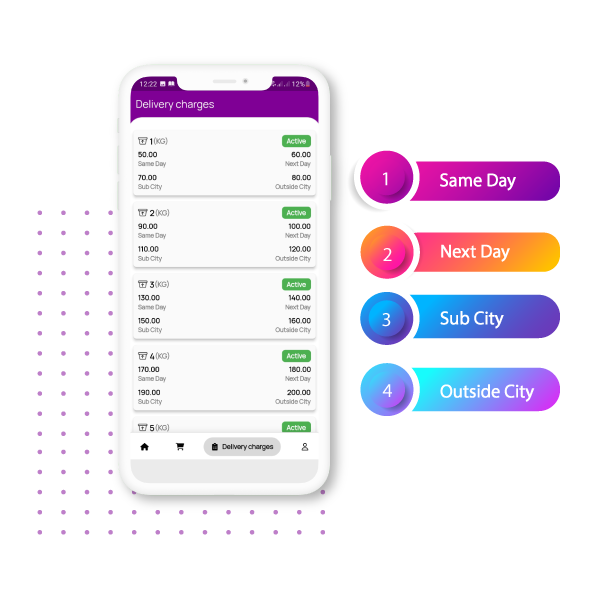 12:22 12%
Delivery charges
1(KG) Active
50.00 60.00
Same Day Next Day
70.00 80.00
Sub City Outside City
2(KG) Active
90.00 100.00
Same Day Next Day
110.00 120.00
Sub City Outside City
3(KG) Active
130.00 140.00
Same Day Next Day
150.00 160.00
Sub City Outside City
4(KG) Active
170.00 180.00
Same Day Next Day
190.00 200.00
Sub City Outside City
5(KG) Active
Delivery charges
1 Same Day
2 Next Day
3 Sub City
4 Outside City